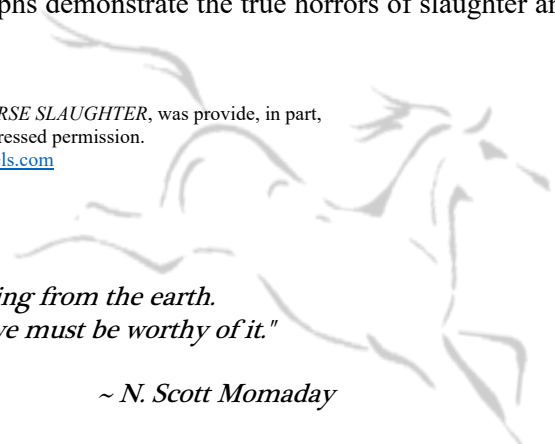 phs demonstrate the true horrors of slaughter an
RSE SLAUGHTER, was provide, in part,
ressed permission.
ls.com
ing from the earth.
ve must be worthy of it."
~ N. Scott Momaday